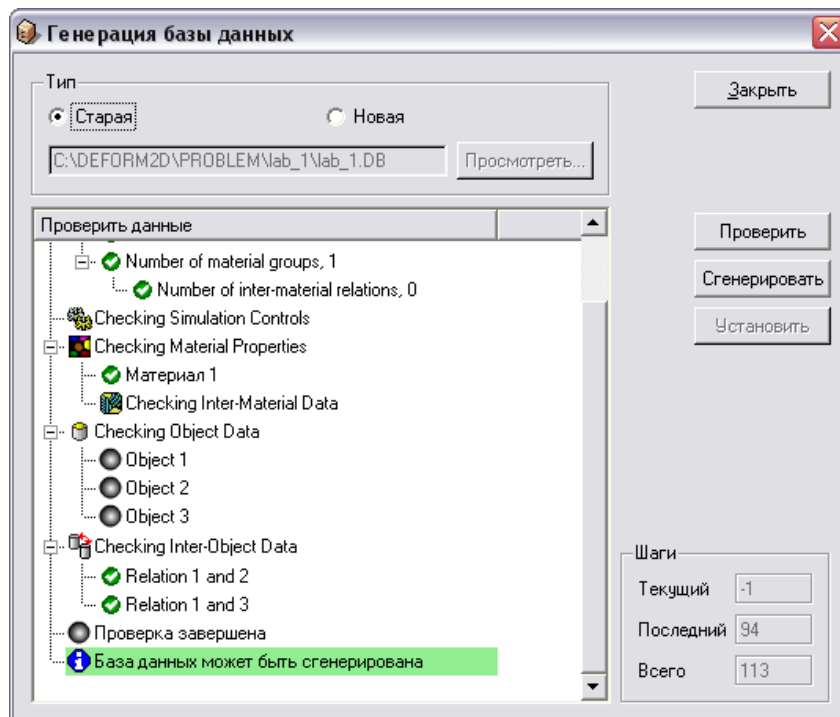 Генерация базы данных
Тип
Старая Новая
C:\DEFORM2D\PROBLEM\lab_1\lab_1.DB Просмотреть...
Закрыть
Проверить данные
Number of material groups, 1
Number of inter-material relations, 0
Checking Simulation Controls
Checking Material Properties
Материал 1
Checking Inter-Material Data
Checking Object Data
Object 1
Object 2
Object 3
Checking Inter-Object Data
Relation 1 and 2
Relation 1 and 3
Проверка завершена
База данных может быть сгенерирована
Проверить
Сгенерировать
Установить
Шаги
Текущий -1
Последний 94
Всего 113